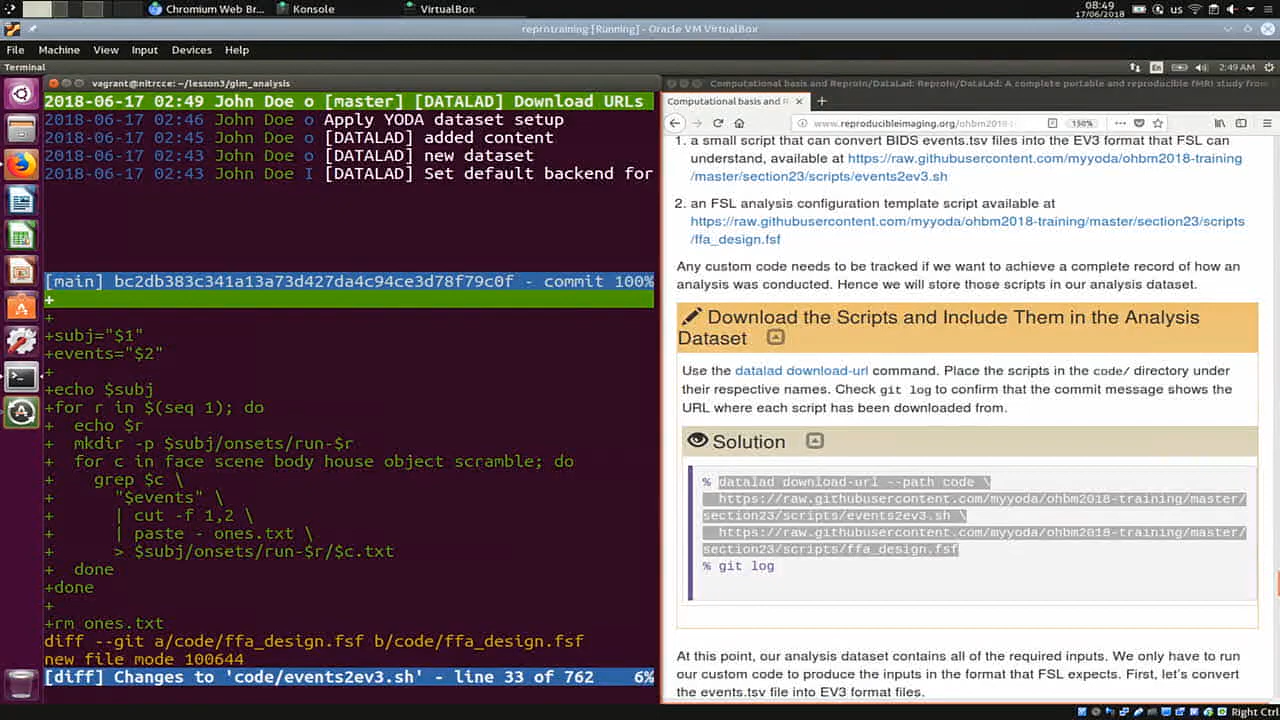 Chromium Web Br...
Konsole
VirtualBox
08:49
17/06/2018
us
reprotraining [Running] - Oracle VM VirtualBox
File Machine View Input Devices Help
Terminal
En
2:49 AM
vagrant@nitrcce: ~/lesson3/glm_analysis
2018-06-17 02:49 John Doe o [master] [DATALAD] Download URLs
2018-06-17 02:46 John Doe o Apply YODA dataset setup
2018-06-17 02:45 John Doe o [DATALAD] added content
2018-06-17 02:43 John Doe o [DATALAD] new dataset
2018-06-17 02:43 John Doe I [DATALAD] Set default backend for
[main] bc2db383c341a13a73d427da4c94ce3d78f79c0f - commit 100%
+
+
+subj="$1"
+events="$2"
+
+echo $subj
+for r in $(seq 1); do
+  echo $r
+  mkdir -p $subj/onsets/run-$r
+  for c in face scene body house object scramble; do
+    grep $c \
+      "$events" \
+      | cut -f 1,2 \
+      | paste - ones.txt \
+      > $subj/onsets/run-$r/$c.txt
+  done
+done
+
+rm ones.txt
diff --git a/code/ffa_design.fsf b/code/ffa_design.fsf
new file mode 100644
[diff] Changes to 'code/events2ev3.sh' - line 33 of 762 6%
Computational basis and ReproIn/DataLad: ReproIn/DataLad: A complete portable and reproducible fMRI study from
Computational basis and R
www.reproducibleimaging.org/ohbm2018-
150%
1. a small script that can convert BIDS events.tsv files into the EV3 format that FSL can
understand, available at https://raw.githubusercontent.com/myyoda/ohbm2018-training
/master/section23/scripts/events2ev3.sh
2. an FSL analysis configuration template script available at
https://raw.githubusercontent.com/myyoda/ohbm2018-training/master/section23/scripts
/ffa_design.fsf
Any custom code needs to be tracked if we want to achieve a complete record of how an
analysis was conducted. Hence we will store those scripts in our analysis dataset.
Download the Scripts and Include Them in the Analysis
Dataset
Use the datalad download-url command. Place the scripts in the code/ directory under
their respective names. Check git log to confirm that the commit message shows the
URL where each script has been downloaded from.
Solution
% datalad download-url --path code \
https://raw.githubusercontent.com/myyoda/ohbm2018-training/master/
section23/scripts/events2ev3.sh \
https://raw.githubusercontent.com/myyoda/ohbm2018-training/master/
section23/scripts/ffa_design.fsf
% git log
At this point, our analysis dataset contains all of the required inputs. We only have to run
our custom code to produce the inputs in the format that FSL expects. First, let's convert
the events.tsv file into EV3 format files.
Right Ctrl